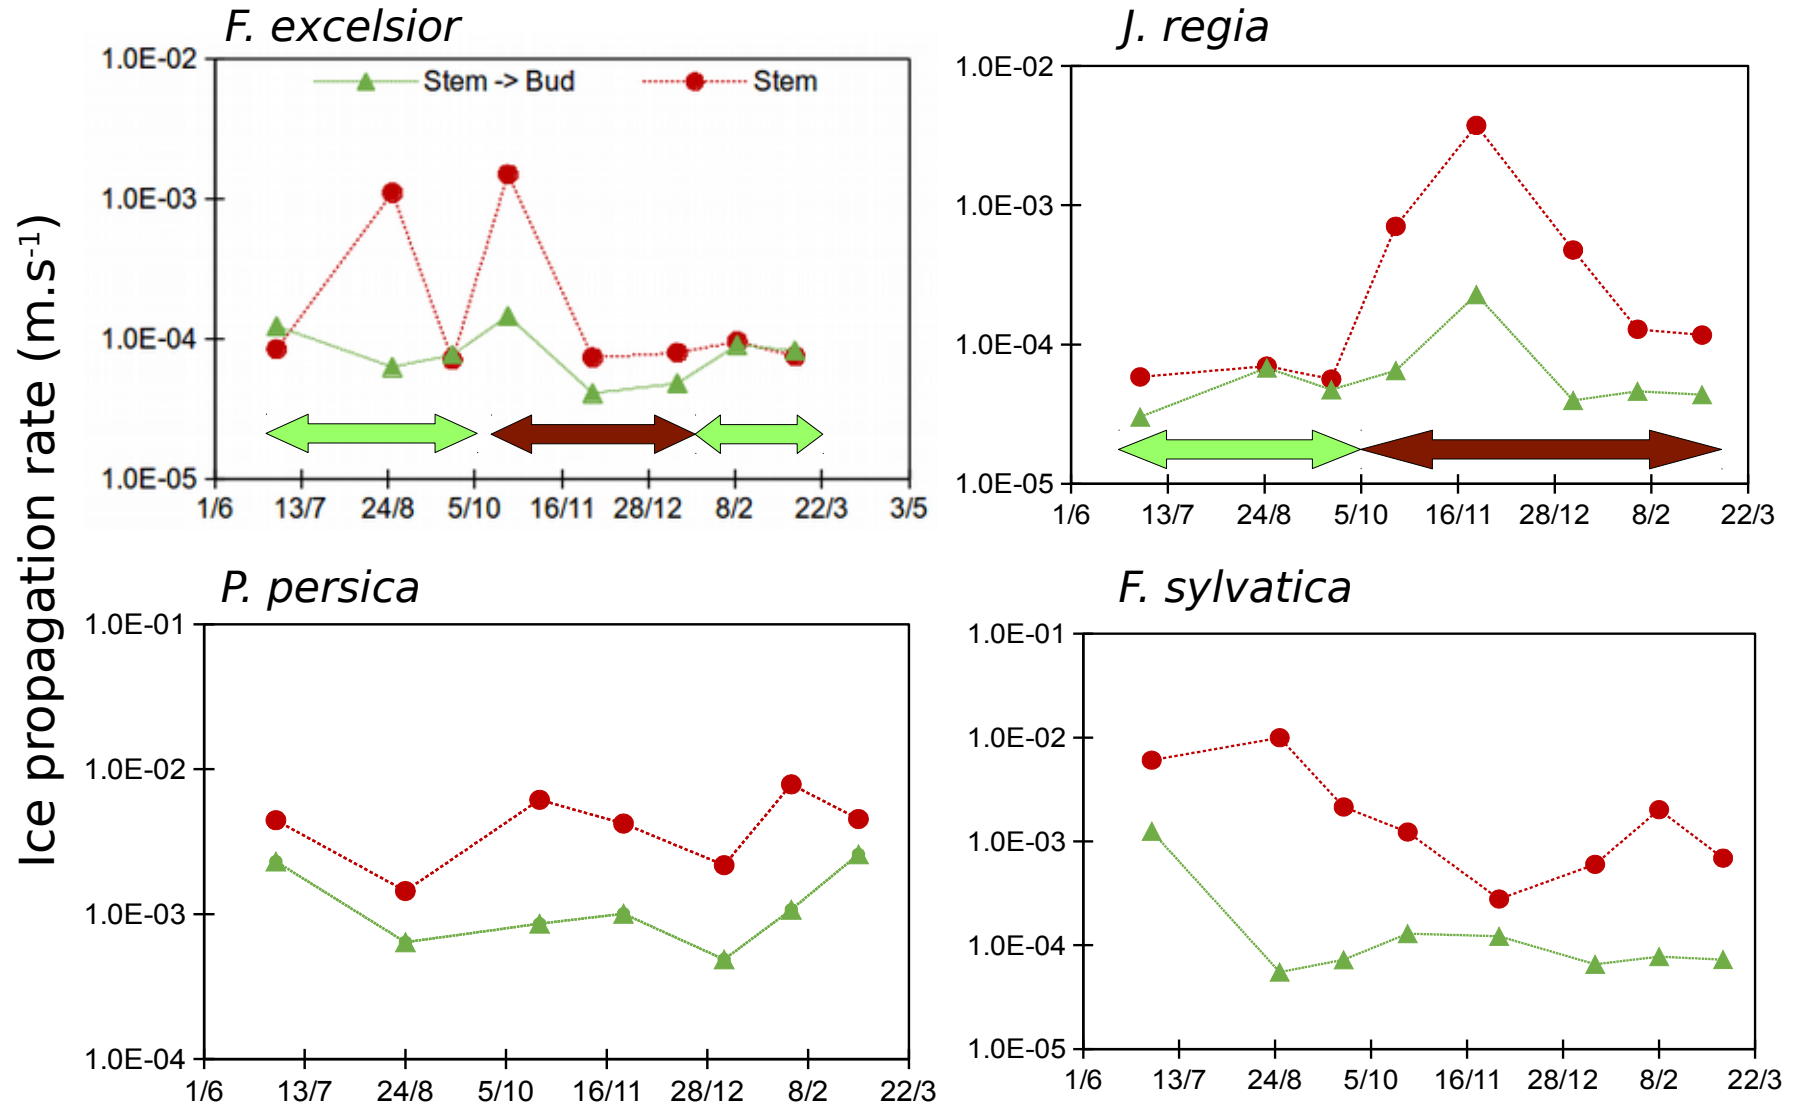 Ice propagation rate (m.s-1)
F. excelsior
1.0E-02
1.0E-03
1.0E-04
1.0E-05
Stem -> Bud
Stem
1/6 13/7 24/8 5/10 16/11 28/12 8/2 22/3 3/5
J. regia
1.0E-02
1.0E-03
1.0E-04
1.0E-05
1/6 13/7 24/8 5/10 16/11 28/12 8/2 22/3
P. persica
1.0E-01
1.0E-02
1.0E-03
1.0E-04
1/6 13/7 24/8 5/10 16/11 28/12 8/2 22/3
F. sylvatica
1.0E-01
1.0E-02
1.0E-03
1.0E-04
1.0E-05
1/6 13/7 24/8 5/10 16/11 28/12 8/2 22/3